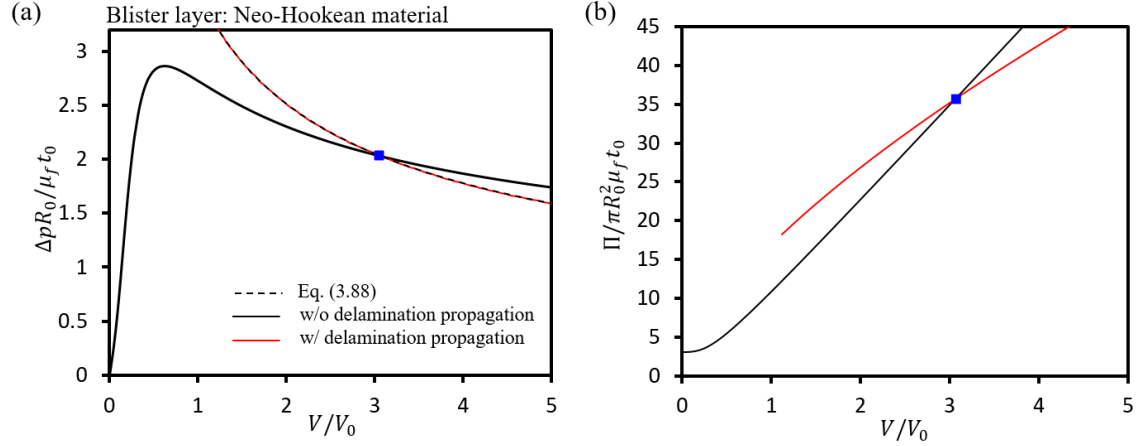 (a)
Blister layer: Neo-Hookean material
3
2.5
2
1.5
1
0.5
0
ΔpR₀/μ_f t₀
0 1 2 3 4 5
V/V₀
Eq. (3.88)
w/o delamination propagation
w/ delamination propagation
(b)
45
40
35
30
25
20
15
10
5
0
Π/πR₀²μ_f t₀
0 1 2 3 4 5
V/V₀